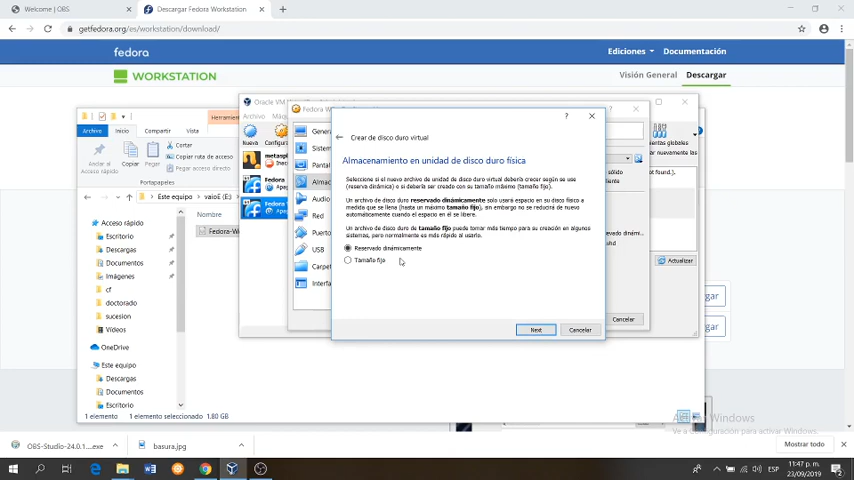 Welcome | OBS
Descargar Fedora Workstation
getfedora.org/es/workstation/download/
fedora
Ediciones
Documentación
WORKSTATION
Visión General
Descargar
Oracle VM
Archivo
Nueva
Apag
Archivo
Inicio
Compartir
Vista
Anclar al
Acceso rápido
Copiar
Pegar
Cortar
Copiar ruta de acceso
Pegar acceso directo
Portapapeles
Este equipo
vaioE (E:)
Nombre
Acceso rápido
Escritorio
Descargas
Documentos
Imágenes
cf
doctorado
sucesion
Vídeos
OneDrive
Este equipo
Descargas
Documentos
Escritorio
1 elemento
1 elemento seleccionado 1.80 GB
Audio
Red
USB
Crear de disco duro virtual
Almacenamiento en unidad de disco duro física
Seleccione si el nuevo archivo de unidad de disco duro virtual debería crecer según se use
(reserva dinámica) o si debería ser creado con su tamaño máximo (tamaño fijo).
Un archivo de disco duro reservado dinámicamente solo usará espacio en su disco física a
medida que se llena (hasta un máximo tamaño fijo), sin embargo no se reducirá de nuevo
automáticamente cuando el espacio en él se libere.
Un archivo de disco duro de tamaño fijo puede tomar más tiempo para su creación en algunos
sistemas, pero normalmente es más rápido al usarlo.
Reservado dinámicamente
Tamaño fijo
Next
Cancelar
Cancelar
Actualizar
Activar Windows
Ve a Configuración para activar Windows.
OBS-Studio-24.0.1....exe
basura.jpg
Mostrar todo
ESP
11:47 p. m.
23/09/2019